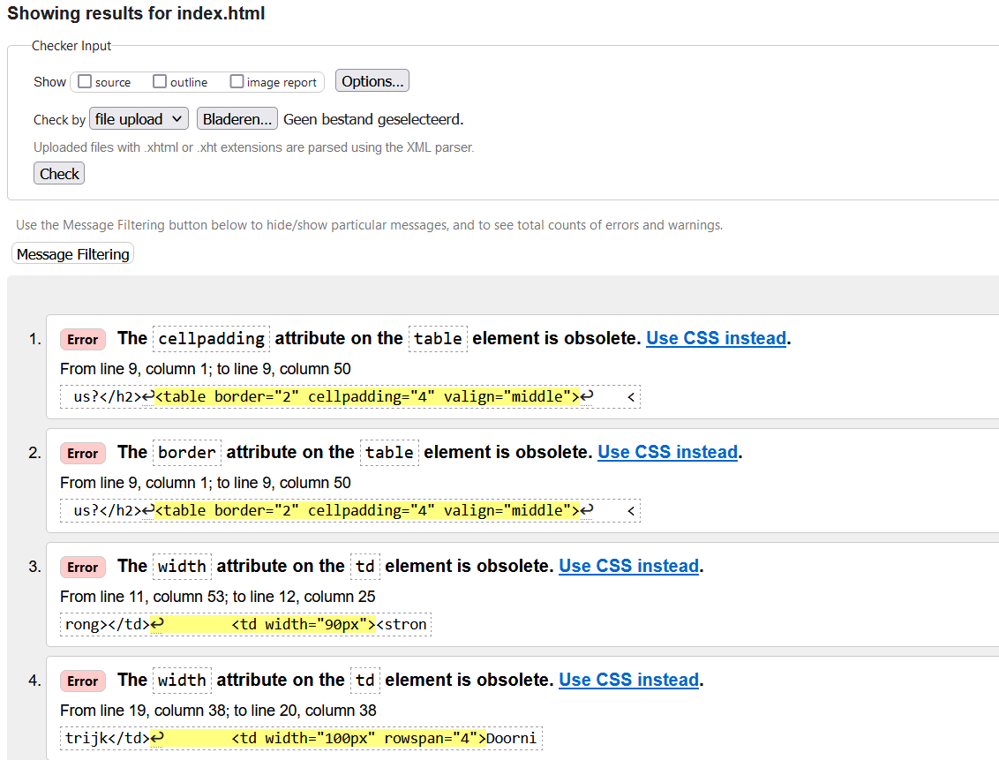 Showing results for index.html
Checker Input
Show source outline image report Options...
Check by file upload Bladeren... Geen bestand geselecteerd.
Uploaded files with .xhtml or .xht extensions are parsed using the XML parser.
Check
Use the Message Filtering button below to hide/show particular messages, and to see total counts of errors and warnings.
Message Filtering
1. Error The cellpadding attribute on the table element is obsolete. Use CSS instead.
From line 9, column 1; to line 9, column 50
us?</h2>↩<table border="2" cellpadding="4" valign="middle">↩ <
2. Error The border attribute on the table element is obsolete. Use CSS instead.
From line 9, column 1; to line 9, column 50
us?</h2>↩<table border="2" cellpadding="4" valign="middle">↩ <
3. Error The width attribute on the td element is obsolete. Use CSS instead.
From line 11, column 53; to line 12, column 25
rong></td>↩ <td width="90px"><stron
4. Error The width attribute on the td element is obsolete. Use CSS instead.
From line 19, column 38; to line 20, column 38
trijk</td>↩ <td width="100px" rowspan="4">Doorni